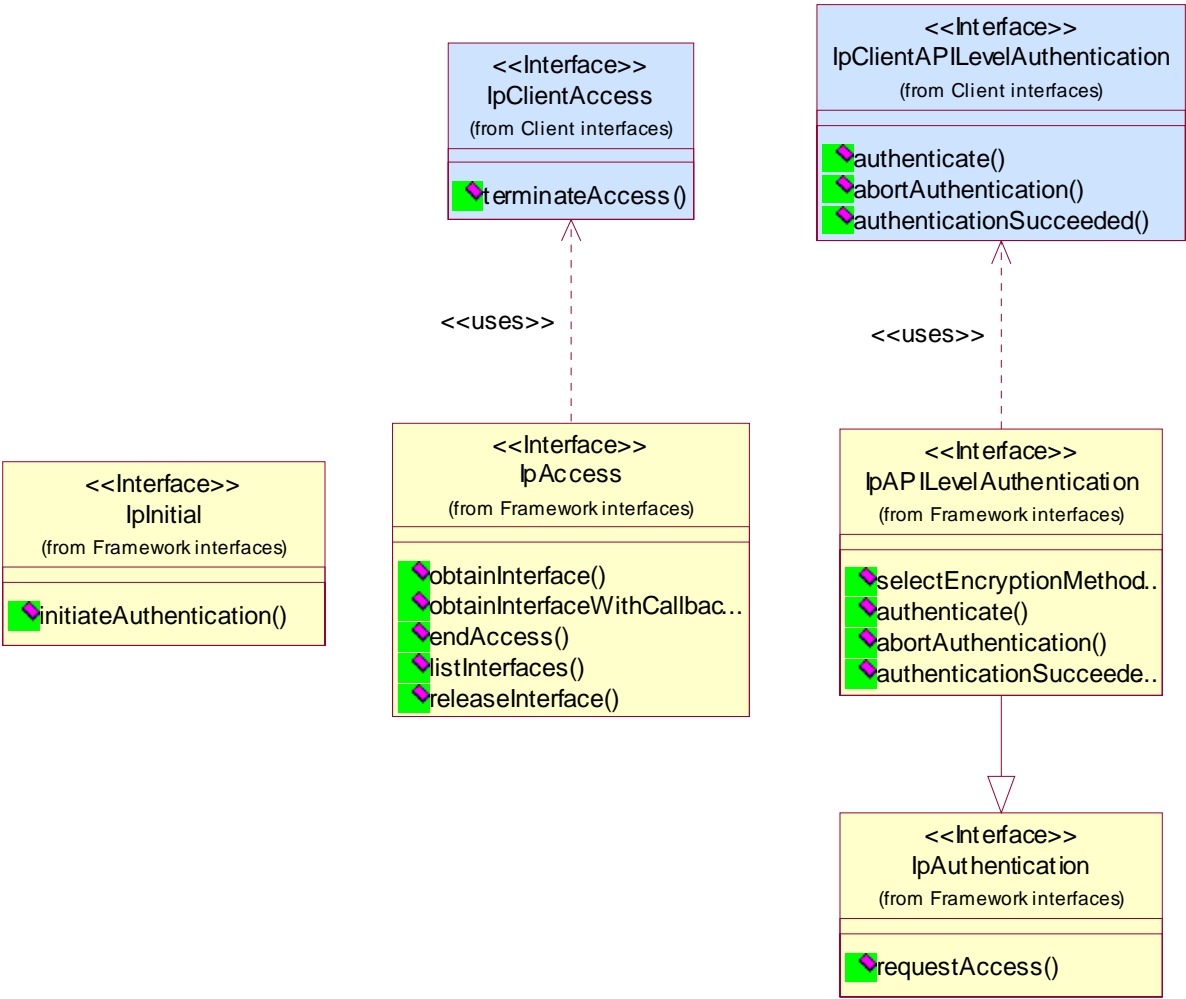 <<Interface>>
IpClientAccess
(from Client interfaces)
terminateAccess()
<<Interface>>
IpClientAPILevelAuthentication
(from Client interfaces)
authenticate()
abortAuthentication()
authenticationSucceeded()
<<uses>>
<<uses>>
<<Interface>>
IpInitial
(from Framework interfaces)
initiateAuthentication()
<<Interface>>
IpAccess
(from Framework interfaces)
obtainInterface()
obtainInterfaceWithCallbac...
endAccess()
listInterfaces()
releaseInterface()
<<Interface>>
IpAPILevelAuthentication
(from Framework interfaces)
selectEncryptionMethod..
authenticate()
abortAuthentication()
authenticationSucceede..
<<Interface>>
IpAuthentication
(from Framework interfaces)
requestAccess()